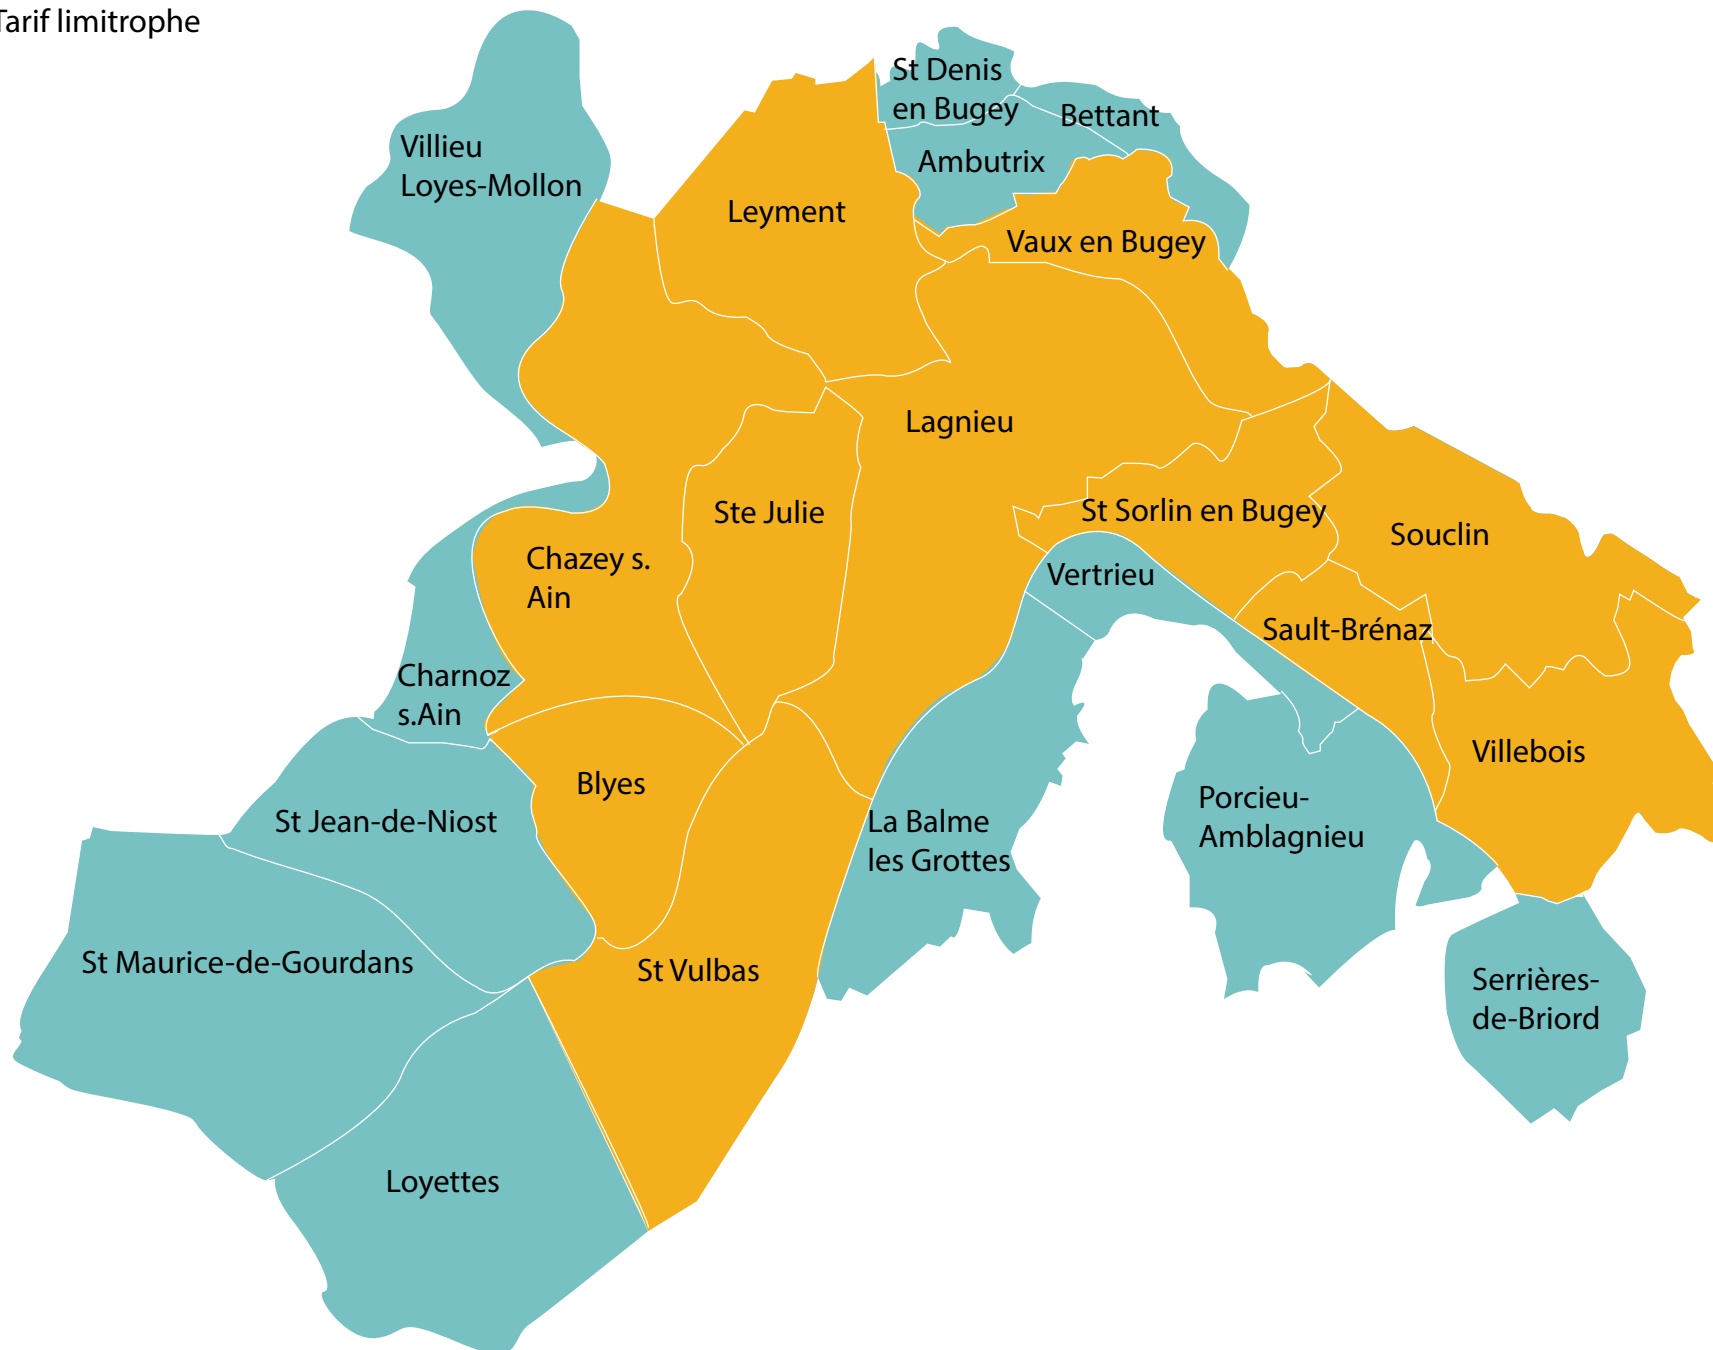 Tarif limitrophe
St Denis
en Bugey
Bettant
Villieu
Loyes-Mollon
Ambutrix
Leyment
Vaux en Bugey
Lagnieu
Ste Julie
St Sorlin en Bugey
Souclin
Chazey s.
Ain
Vertrieu
Sault-Brénaz
Charnoz
s.Ain
Villebois
Blyes
Porcieu-
Amblagnieu
St Jean-de-Niost
La Balme
les Grottes
St Maurice-de-Gourdans
St Vulbas
Serrières-
de-Briord
Loyettes